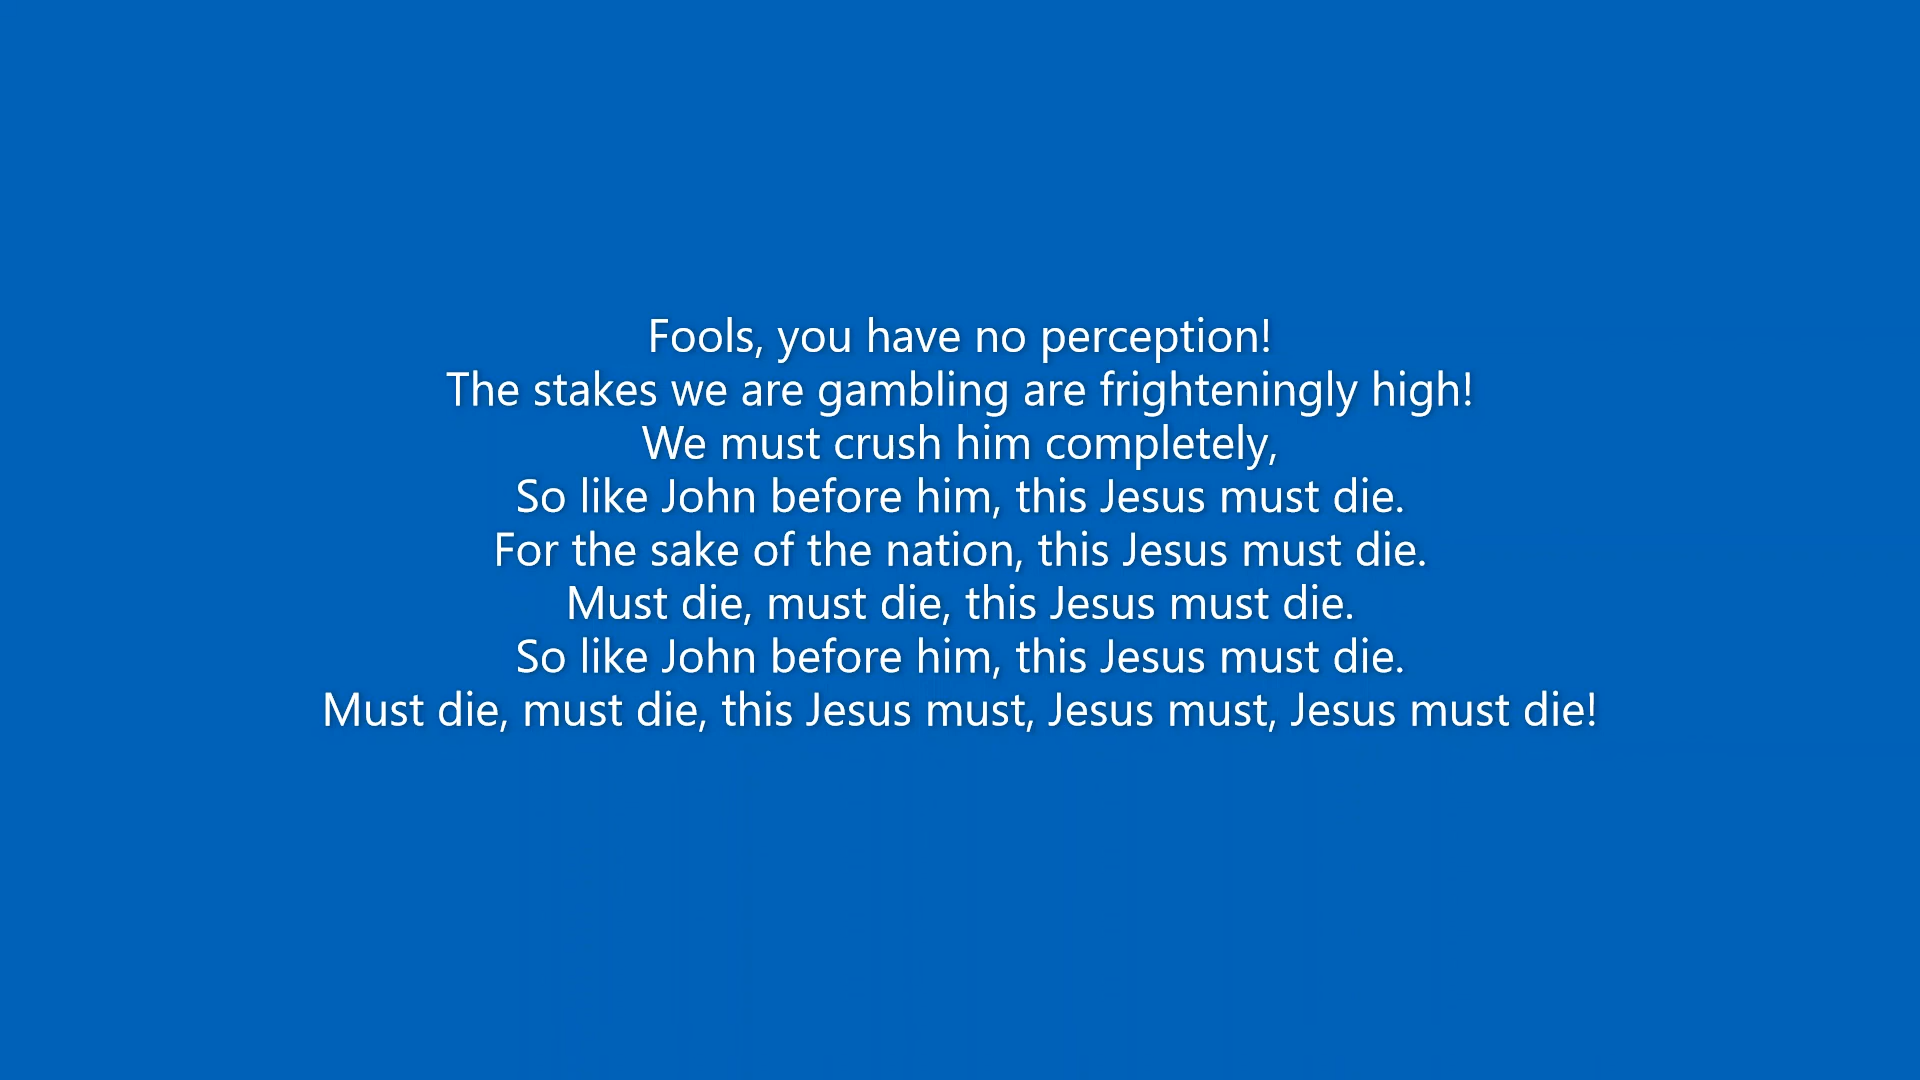 Fools, you have no perception!
The stakes we are gambling are frighteningly high!
We must crush him completely,
So like John before him, this Jesus must die.
For the sake of the nation, this Jesus must die.
Must die, must die, this Jesus must die.
So like John before him, this Jesus must die.
Must die, must die, this Jesus must, Jesus must, Jesus must die!